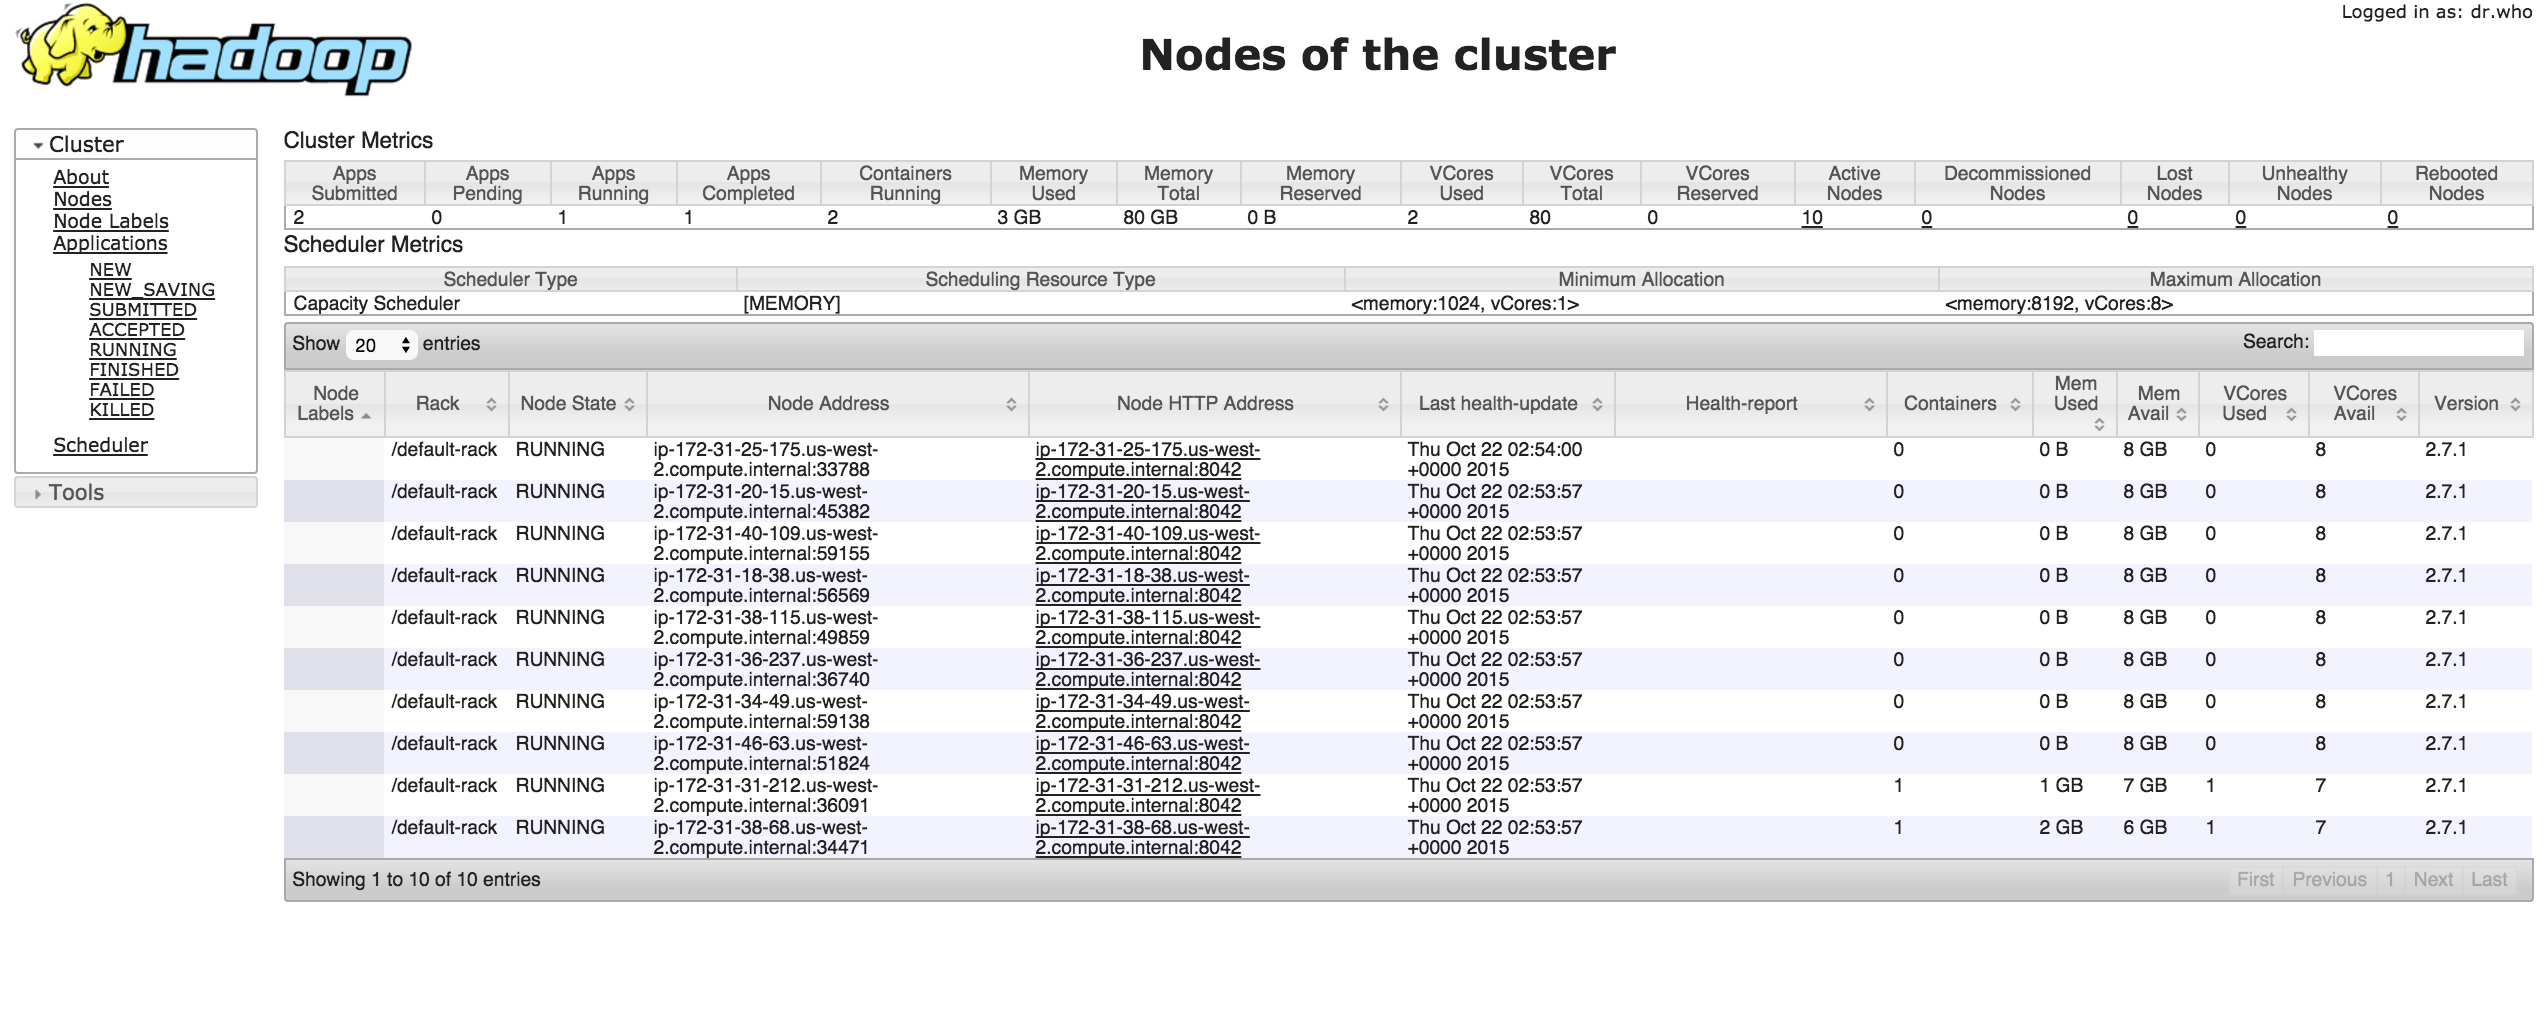 hadoop
Logged in as: dr.who
Nodes of the cluster
Cluster
About
Nodes
Node Labels
Applications
NEW
NEW_SAVING
SUBMITTED
ACCEPTED
RUNNING
FINISHED
FAILED
KILLED
Scheduler
Tools
Cluster Metrics
Apps Submitted Apps Pending Apps Running Apps Completed Containers Running Memory Used Memory Total Memory Reserved VCores Used VCores Total VCores Reserved Active Nodes Decommissioned Nodes Lost Nodes Unhealthy Nodes Rebooted Nodes
2 0 1 1 2 3 GB 80 GB 0 B 2 80 0 10 0 0 0 0
Scheduler Metrics
Scheduler Type Scheduling Resource Type Minimum Allocation Maximum Allocation
Capacity Scheduler [MEMORY] <memory:1024, vCores:1> <memory:8192, vCores:8>
Show 20 entries Search:
Node Labels Rack Node State Node Address Node HTTP Address Last health-update Health-report Containers Mem Used Mem Avail VCores Used VCores Avail Version
/default-rack RUNNING ip-172-31-25-175.us-west- ip-172-31-25-175.us-west- Thu Oct 22 02:54:00 0 0 B 8 GB 0 8 2.7.1
2.compute.internal:33788 2.compute.internal:8042 +0000 2015
/default-rack RUNNING ip-172-31-20-15.us-west- ip-172-31-20-15.us-west- Thu Oct 22 02:53:57 0 0 B 8 GB 0 8 2.7.1
2.compute.internal:45382 2.compute.internal:8042 +0000 2015
/default-rack RUNNING ip-172-31-40-109.us-west- ip-172-31-40-109.us-west- Thu Oct 22 02:53:57 0 0 B 8 GB 0 8 2.7.1
2.compute.internal:59155 2.compute.internal:8042 +0000 2015
/default-rack RUNNING ip-172-31-18-38.us-west- ip-172-31-18-38.us-west- Thu Oct 22 02:53:57 0 0 B 8 GB 0 8 2.7.1
2.compute.internal:56569 2.compute.internal:8042 +0000 2015
/default-rack RUNNING ip-172-31-38-115.us-west- ip-172-31-38-115.us-west- Thu Oct 22 02:53:57 0 0 B 8 GB 0 8 2.7.1
2.compute.internal:49859 2.compute.internal:8042 +0000 2015
/default-rack RUNNING ip-172-31-36-237.us-west- ip-172-31-36-237.us-west- Thu Oct 22 02:53:57 0 0 B 8 GB 0 8 2.7.1
2.compute.internal:36740 2.compute.internal:8042 +0000 2015
/default-rack RUNNING ip-172-31-34-49.us-west- ip-172-31-34-49.us-west- Thu Oct 22 02:53:57 0 0 B 8 GB 0 8 2.7.1
2.compute.internal:59138 2.compute.internal:8042 +0000 2015
/default-rack RUNNING ip-172-31-46-63.us-west- ip-172-31-46-63.us-west- Thu Oct 22 02:53:57 0 0 B 8 GB 0 8 2.7.1
2.compute.internal:51824 2.compute.internal:8042 +0000 2015
/default-rack RUNNING ip-172-31-31-212.us-west- ip-172-31-31-212.us-west- Thu Oct 22 02:53:57 1 1 GB 7 GB 1 7 2.7.1
2.compute.internal:36091 2.compute.internal:8042 +0000 2015
/default-rack RUNNING ip-172-31-38-68.us-west- ip-172-31-38-68.us-west- Thu Oct 22 02:53:57 1 2 GB 6 GB 1 7 2.7.1
2.compute.internal:34471 2.compute.internal:8042 +0000 2015
Showing 1 to 10 of 10 entries First Previous 1 Next Last